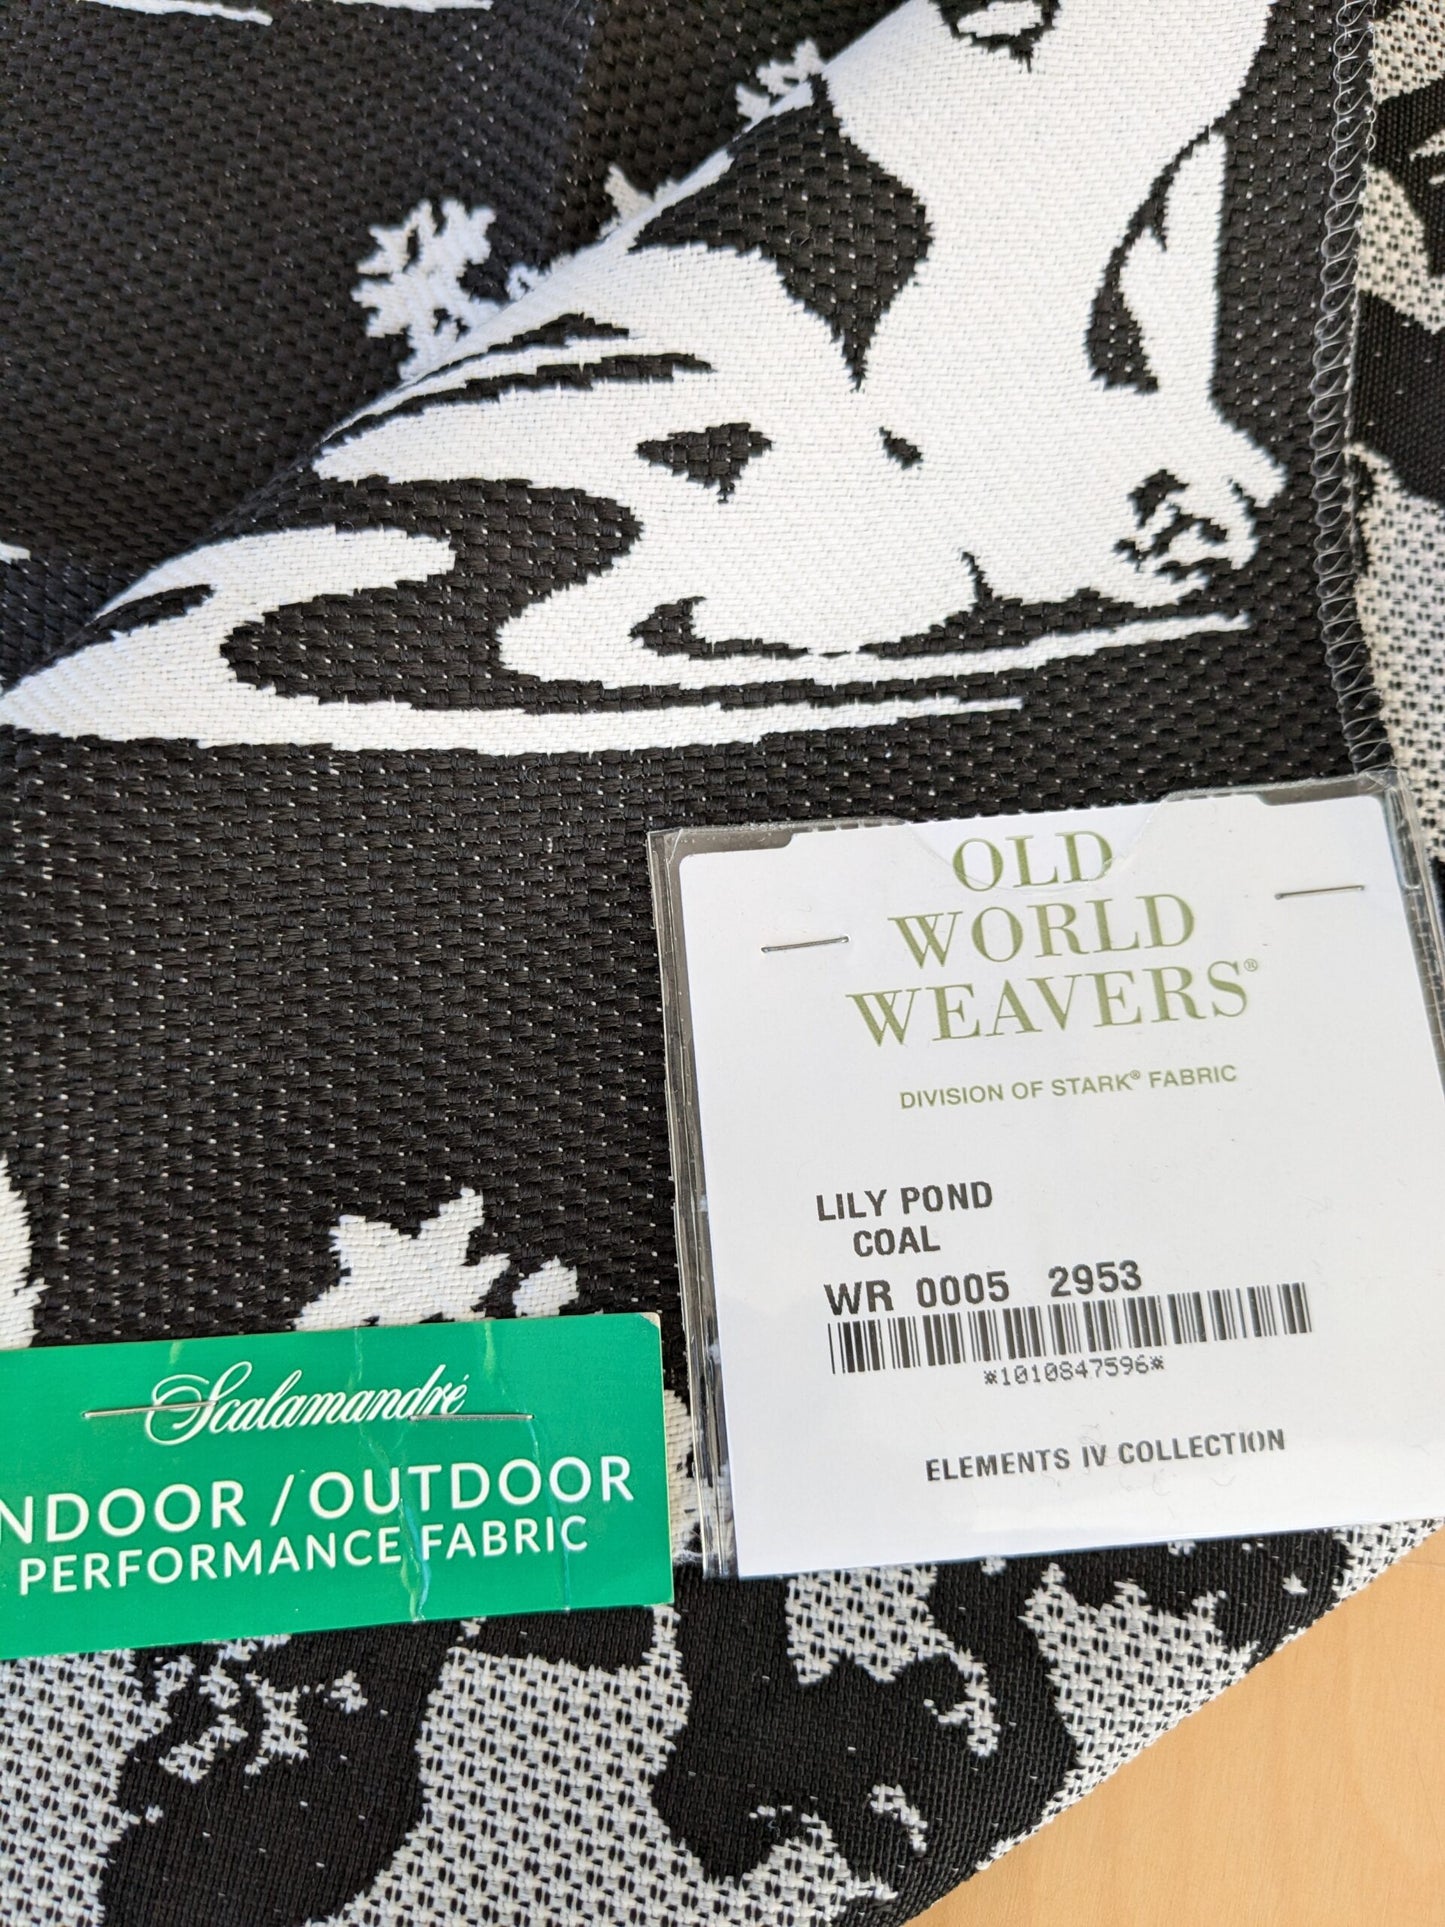 OLD
WORLD
WEAVERS®
DIVISION OF STARK® FABRIC
LILY POND
COAL
WR 0005 2953
*1010847596*
ELEMENTS IV COLLECTION
Scalamandré
NDOOR / OUTDOOR
PERFORMANCE FABRIC